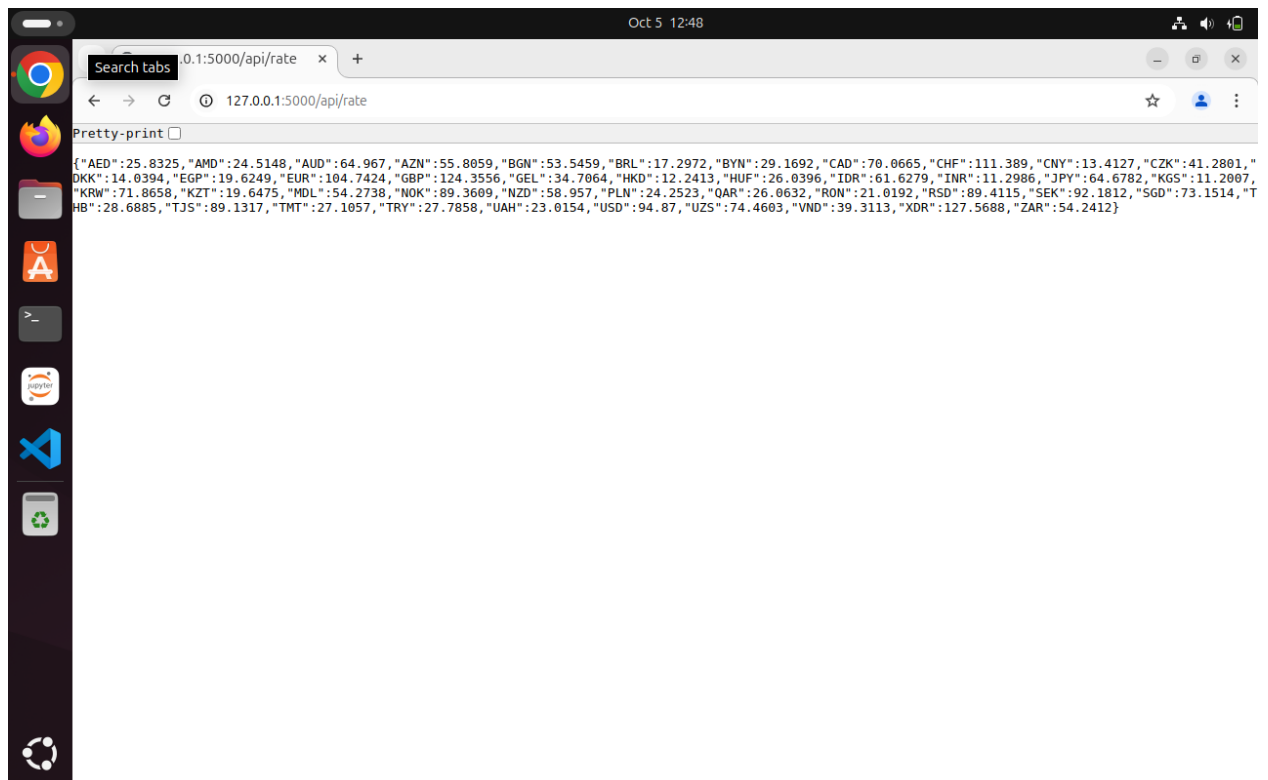 Oct 5 12:48
Search tabs
.0.1:5000/api/rate
127.0.0.1:5000/api/rate
Pretty-print
{"AED":25.8325,"AMD":24.5148,"AUD":64.967,"AZN":55.8059,"BGN":53.5459,"BRL":17.2972,"BYN":29.1692,"CAD":70.0665,"CHF":111.389,"CNY":13.4127,"CZK":41.2801,"
DKK":14.0394,"EGP":19.6249,"EUR":104.7424,"GBP":124.3556,"GEL":34.7064,"HKD":12.2413,"HUF":26.0396,"IDR":61.6279,"INR":11.2986,"JPY":64.6782,"KGS":11.2007,
"KRW":71.8658,"KZT":19.6475,"MDL":54.2738,"NOK":89.3609,"NZD":58.957,"PLN":24.2523,"QAR":26.0632,"RON":21.0192,"RSD":89.4115,"SEK":92.1812,"SGD":73.1514,"T
HB":28.6885,"TJS":89.1317,"TMT":27.1057,"TRY":27.7858,"UAH":23.0154,"USD":94.87,"UZS":74.4603,"VND":39.3113,"XDR":127.5688,"ZAR":54.2412}
>_
jupyter